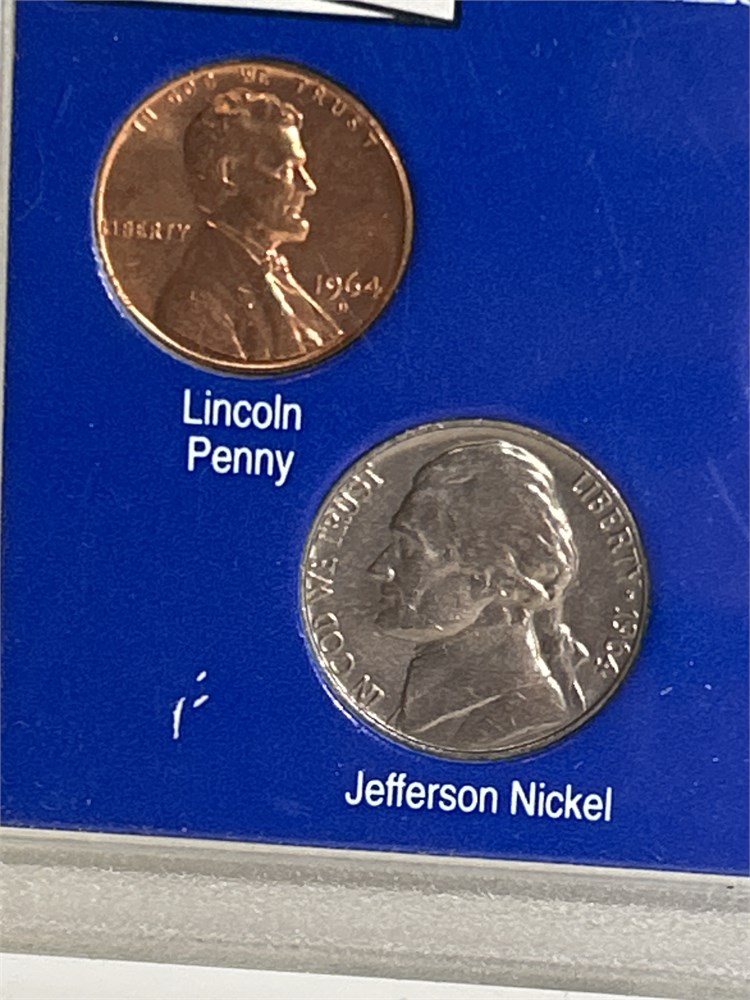 IN GOD WE TRUST
LIBERTY
1964
D
Lincoln
Penny
IN GOD WE TRUST
LIBERTY • 1964
Jefferson Nickel